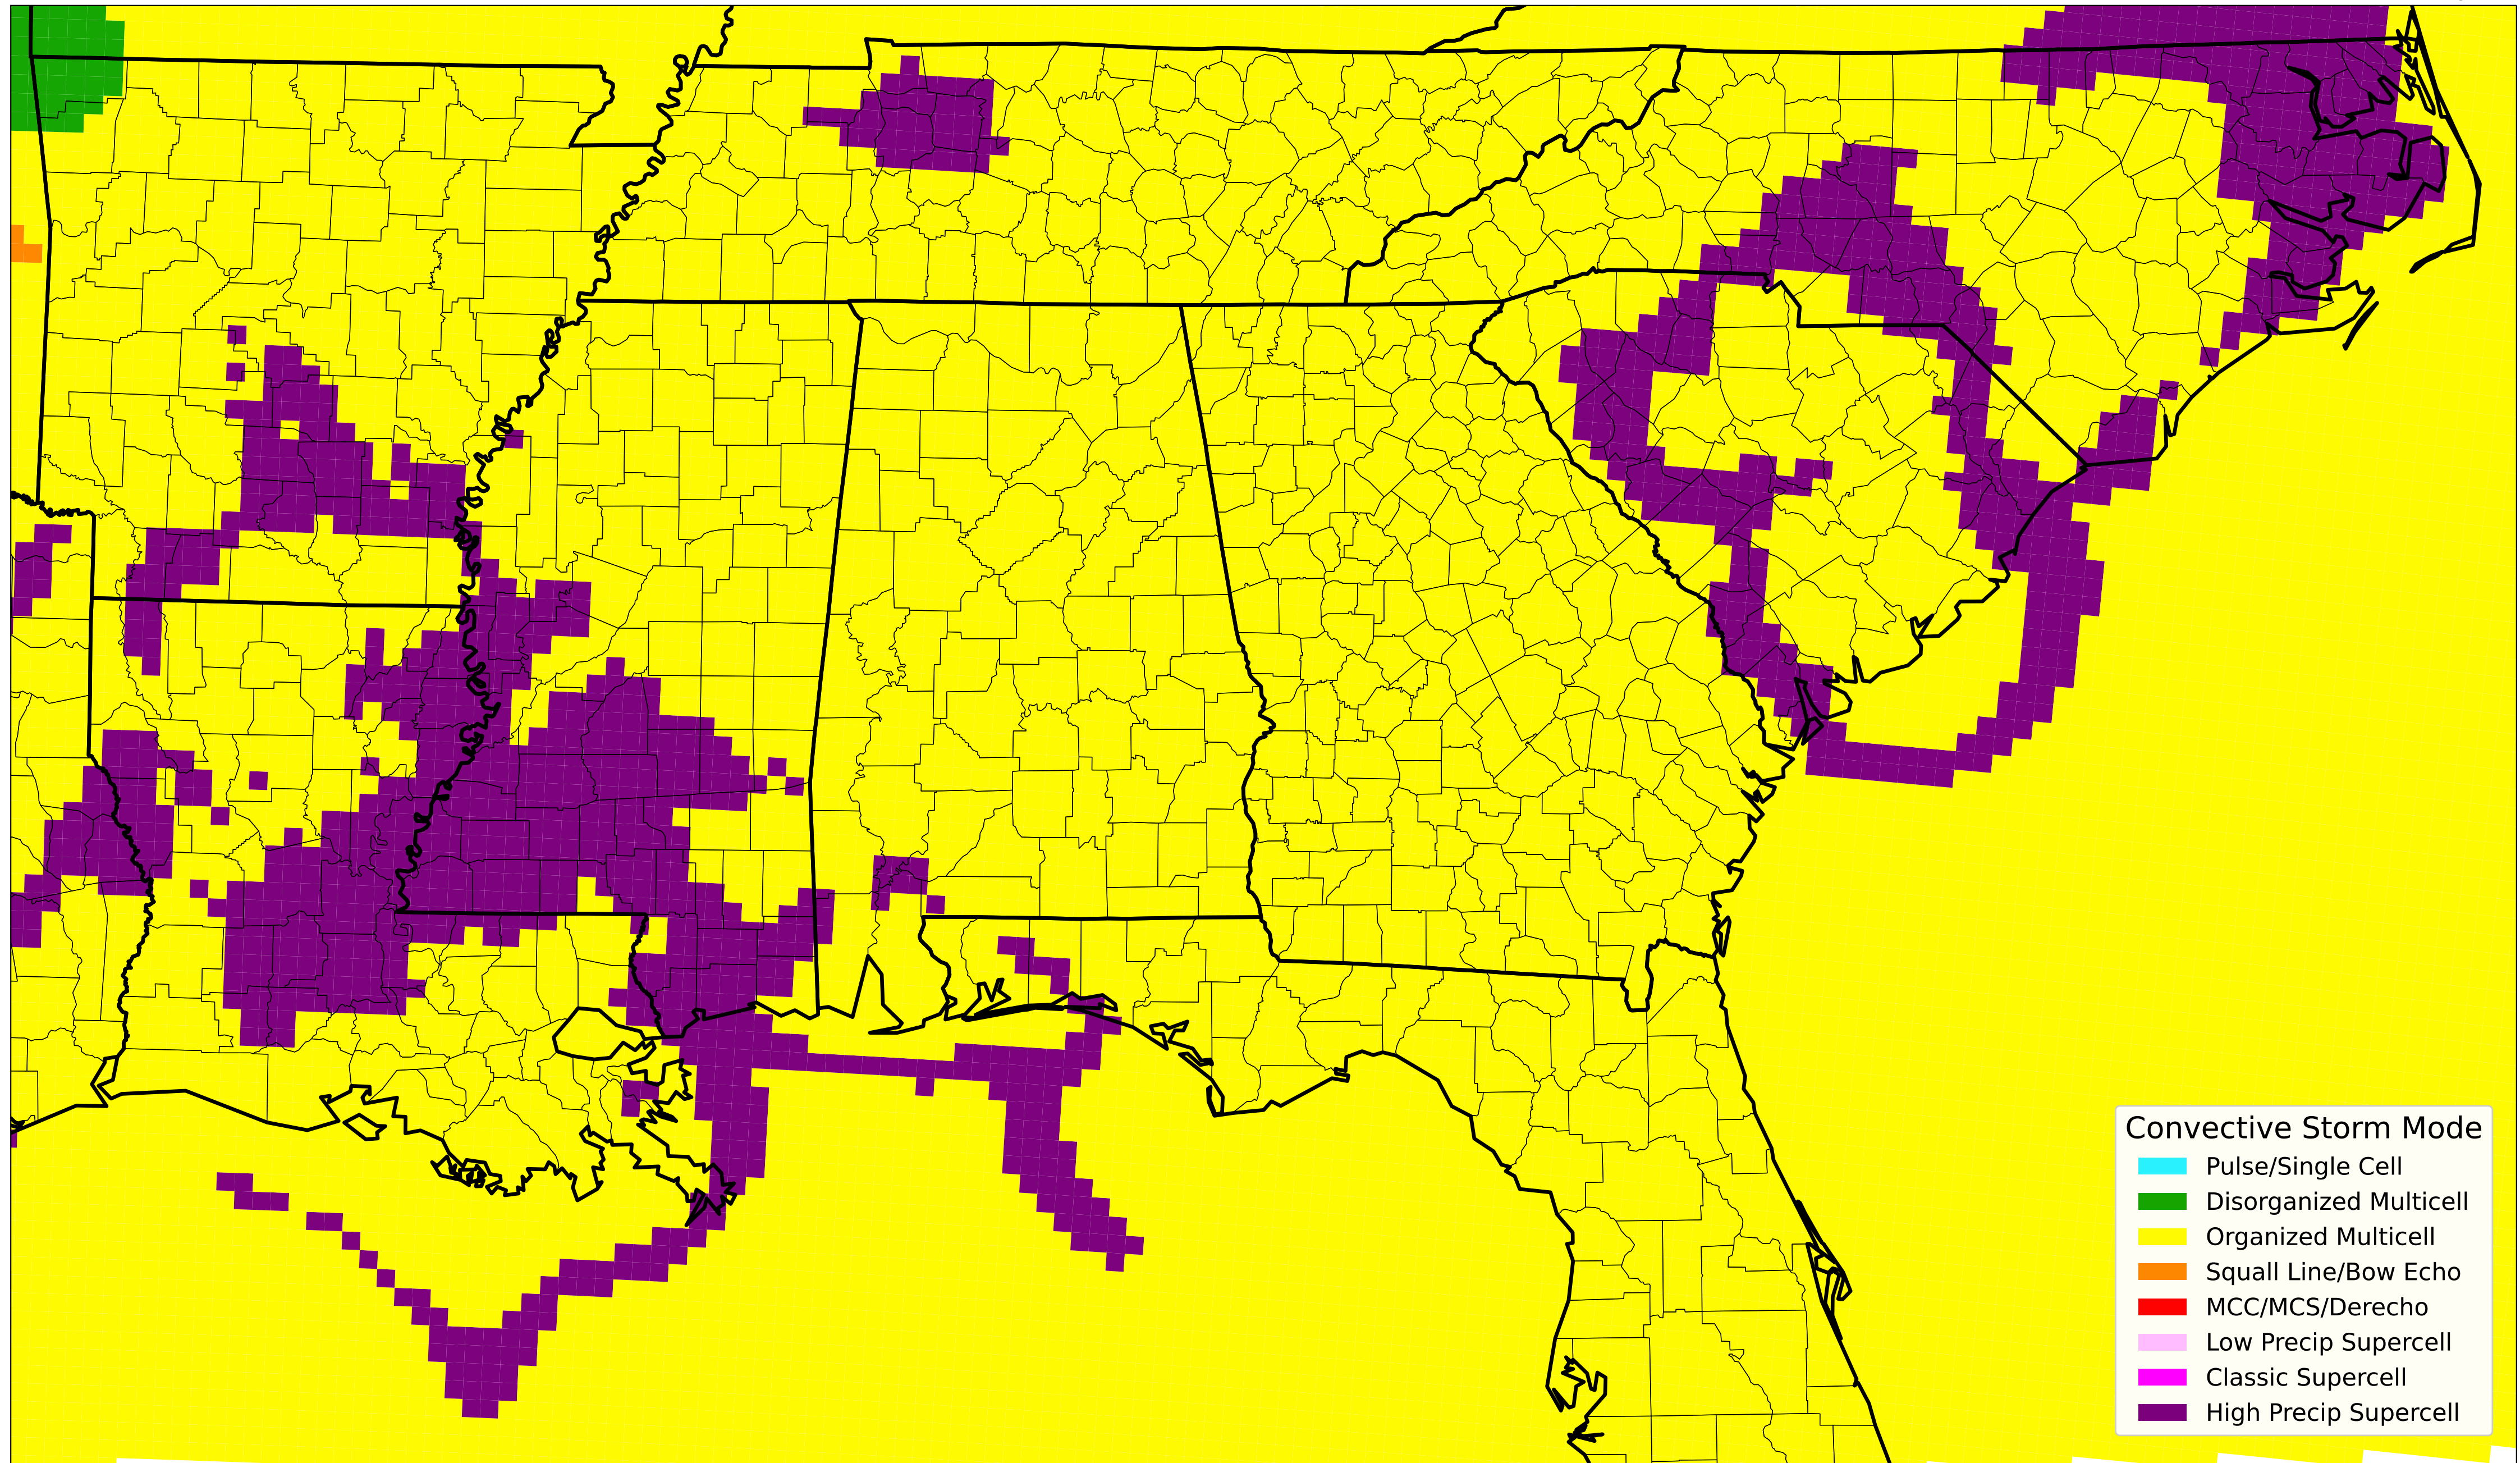 Convective Storm Mode
Pulse/Single Cell
Disorganized Multicell
Organized Multicell
Squall Line/Bow Echo
MCC/MCS/Derecho
Low Precip Supercell
Classic Supercell
High Precip Supercell